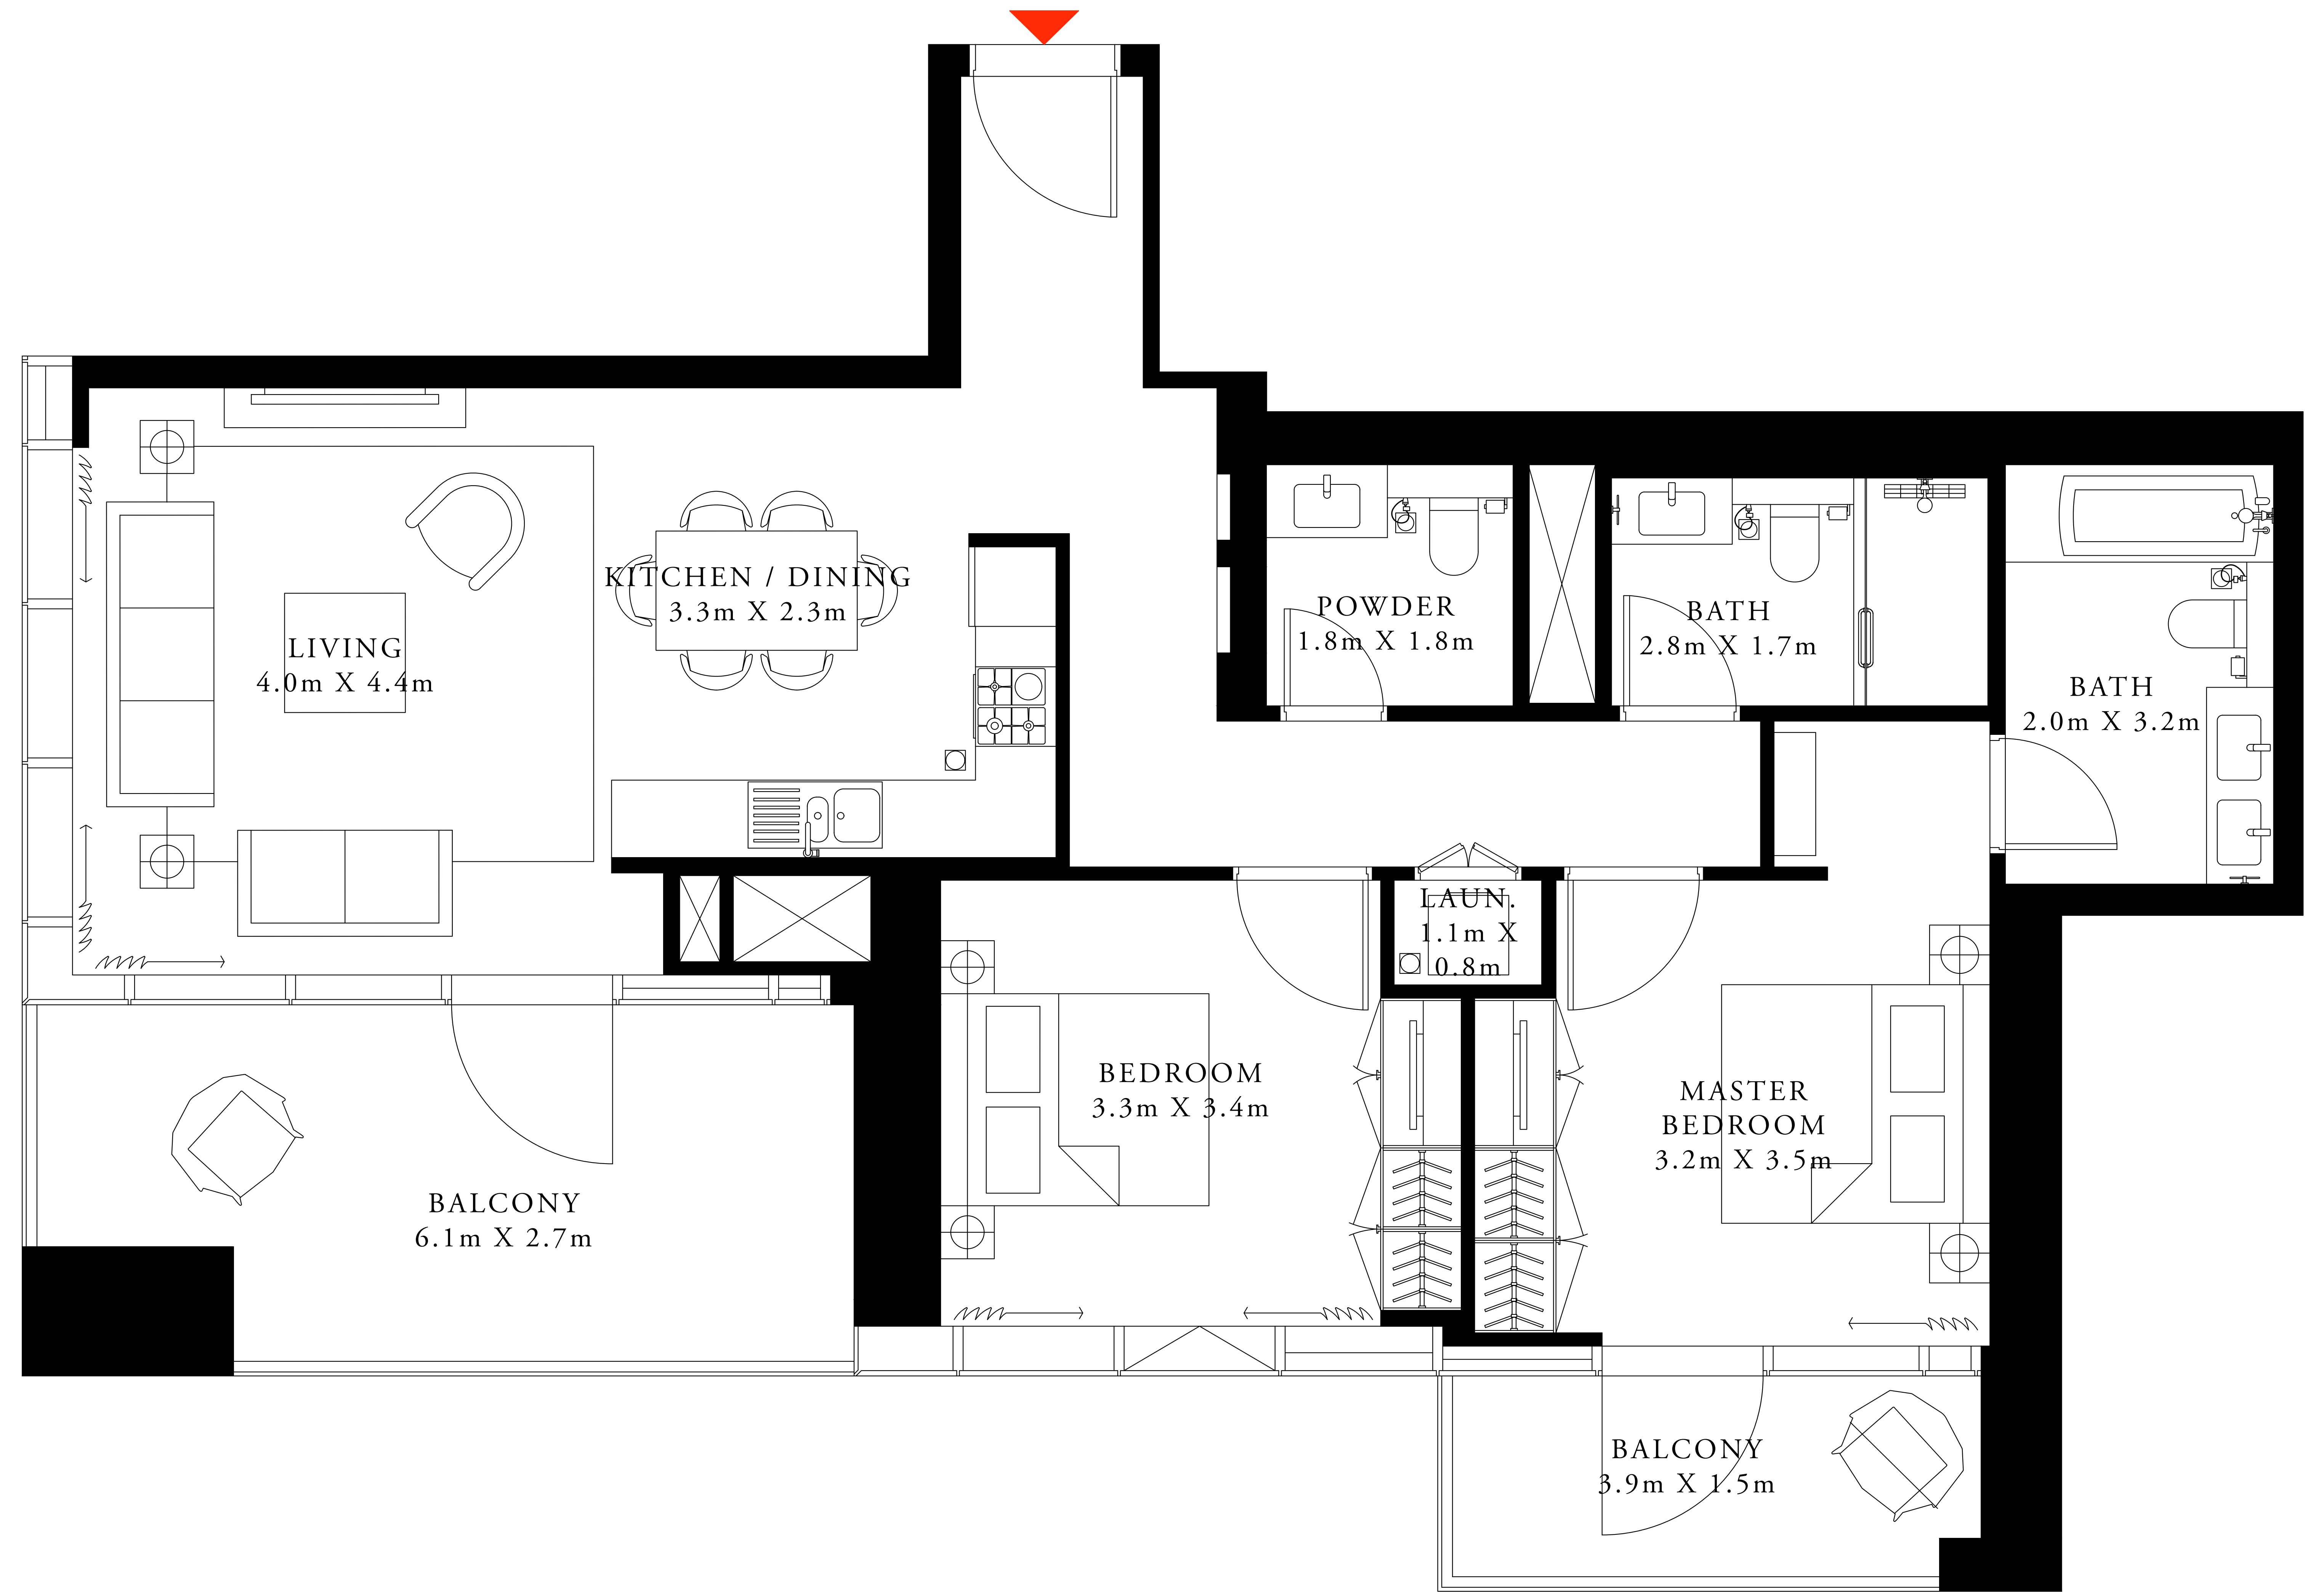 KITCHEN / DINING
3.3m X 2.3m
LIVING
4.0m X 4.4m
POWDER
1.8m X 1.8m
BATH
2.8m X 1.7m
BATH
2.0m X 3.2m
LAUN.
1.1m X
0.8m
BEDROOM
3.3m X 3.4m
MASTER
BEDROOM
3.2m X 3.5m
BALCONY
6.1m X 2.7m
BALCONY
3.9m X 1.5m